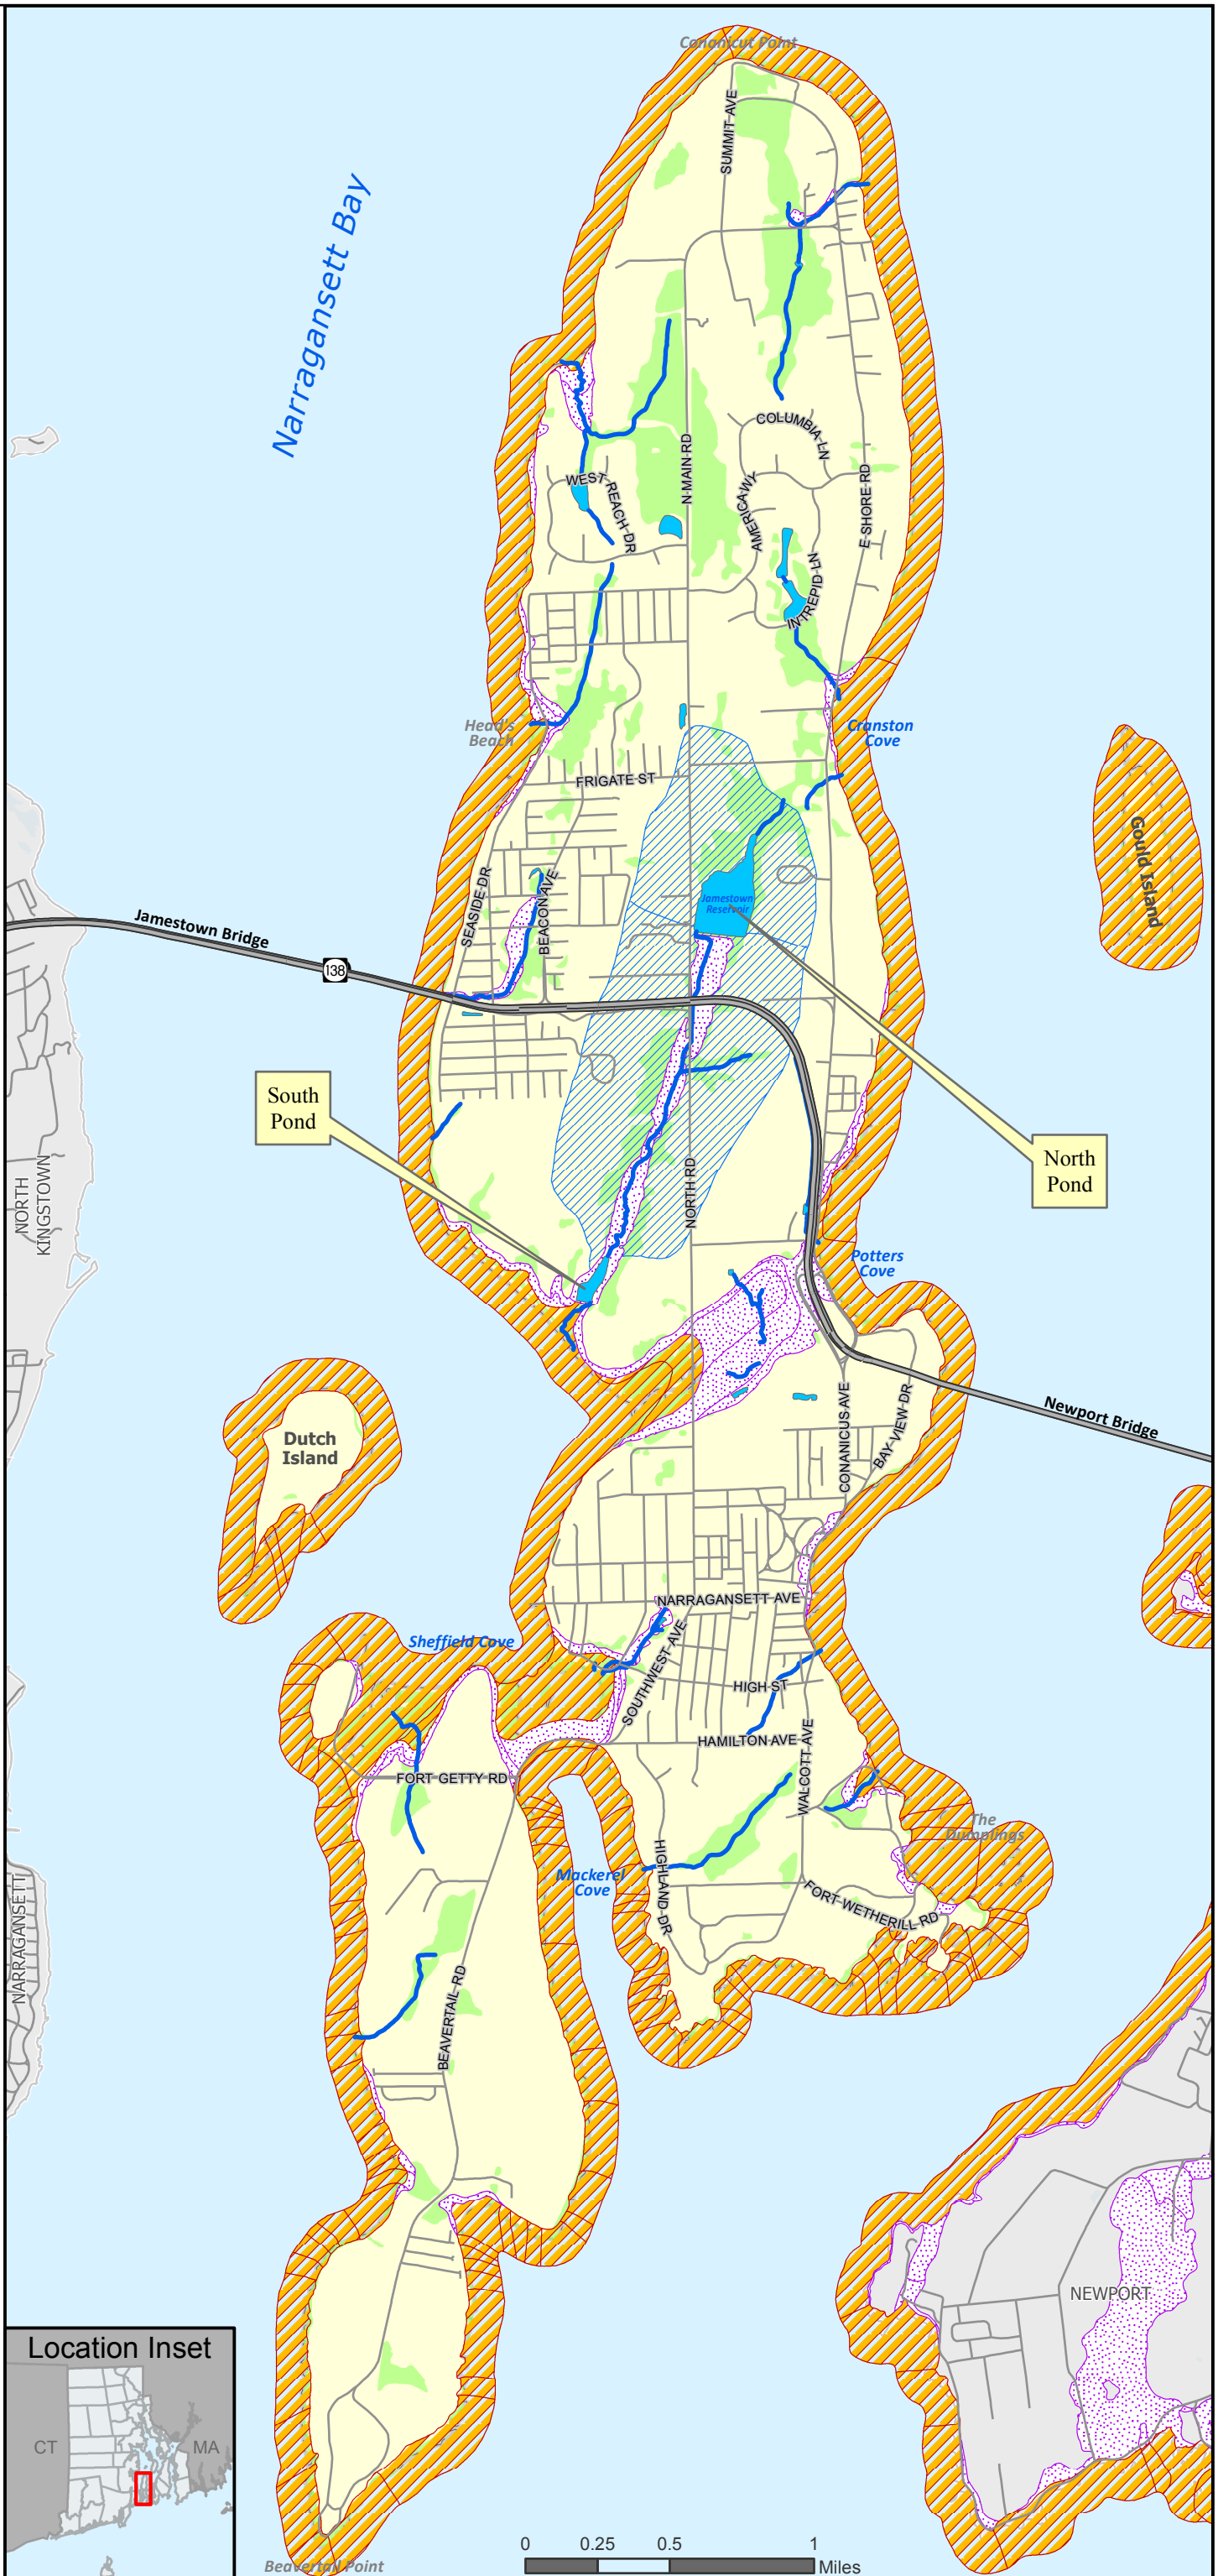 Conanicut Point
SUMMIT AVE
Narragansett Bay
COLUMBIA LN
N MAIN RD
WEST REACH DR
AMERICA WY
E SHORE RD
INTREPID LN
Head's
Beach
Cranston
Cove
FRIGATE ST
Gould Island
SEASIDE DR
BEACON AVE
Jamestown
Reservoir
Jamestown Bridge
138
South
Pond
North
Pond
NORTH
KINGSTOWN
NORTH RD
Potters
Cove
CONANICUS AVE
BAY VIEW DR
Newport Bridge
Dutch
Island
NARRAGANSETT AVE
Sheffield Cove
SOUTHWEST AVE
HIGH ST
HAMILTON AVE
WALCOTT AVE
FORT GETTY RD
The
Dumplings
HIGHLAND DR
Mackerel
Cove
FORT WETHERILL RD
NARRAGANSETT
BEAVERTAIL RD
NEWPORT
Location Inset
CT
MA
0 0.25 0.5 1
Miles
Beavertail Point